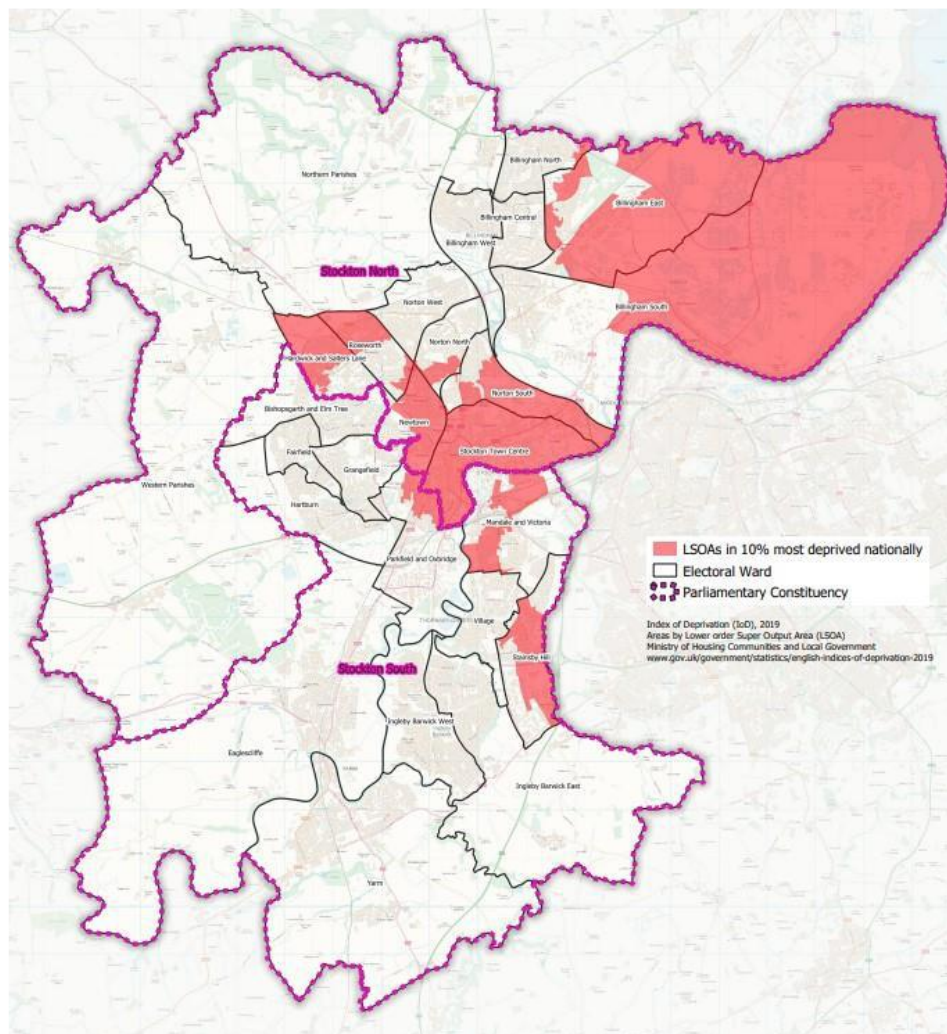 Northern Parishes
Billingham North
Billingham Central
Billingham West
Billingham East
Billingham South
Stockton North
Norton West
Roseworth
Norton North
Hardwick and Salters Lane
Norton South
Bishopsgarth and Elm Tree
Newtown
Fairfield
Stockton Town Centre
Grangefield
Western Parishes
Hartburn
Mandale and Victoria
Parkfield and Oxbridge
Village
Stainsby Hill
Stockton South
Ingleby Barwick West
Eaglescliffe
Ingleby Barwick East
Yarm
LSOAs in 10% most deprived nationally
Electoral Ward
Parliamentary Constituency
Index of Deprivation (IoD), 2019
Areas by Lower order Super Output Area (LSOA)
Ministry of Housing Communities and Local Government
www.gov.uk/government/statistics/english-indices-of-deprivation-2019